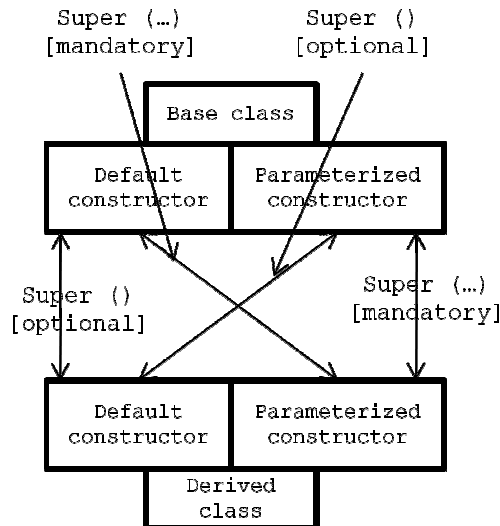 Super (…)
[mandatory]
Super ()
[optional]
Base class
Default
constructor
Parameterized
constructor
Super ()
[optional]
Super (…)
[mandatory]
Default
constructor
Parameterized
constructor
Derived
class